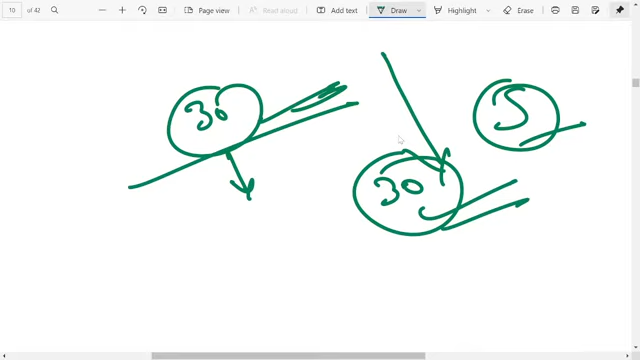 10 of 42
Page view
Read aloud
Add text
Draw
Highlight
Erase
30
30
5